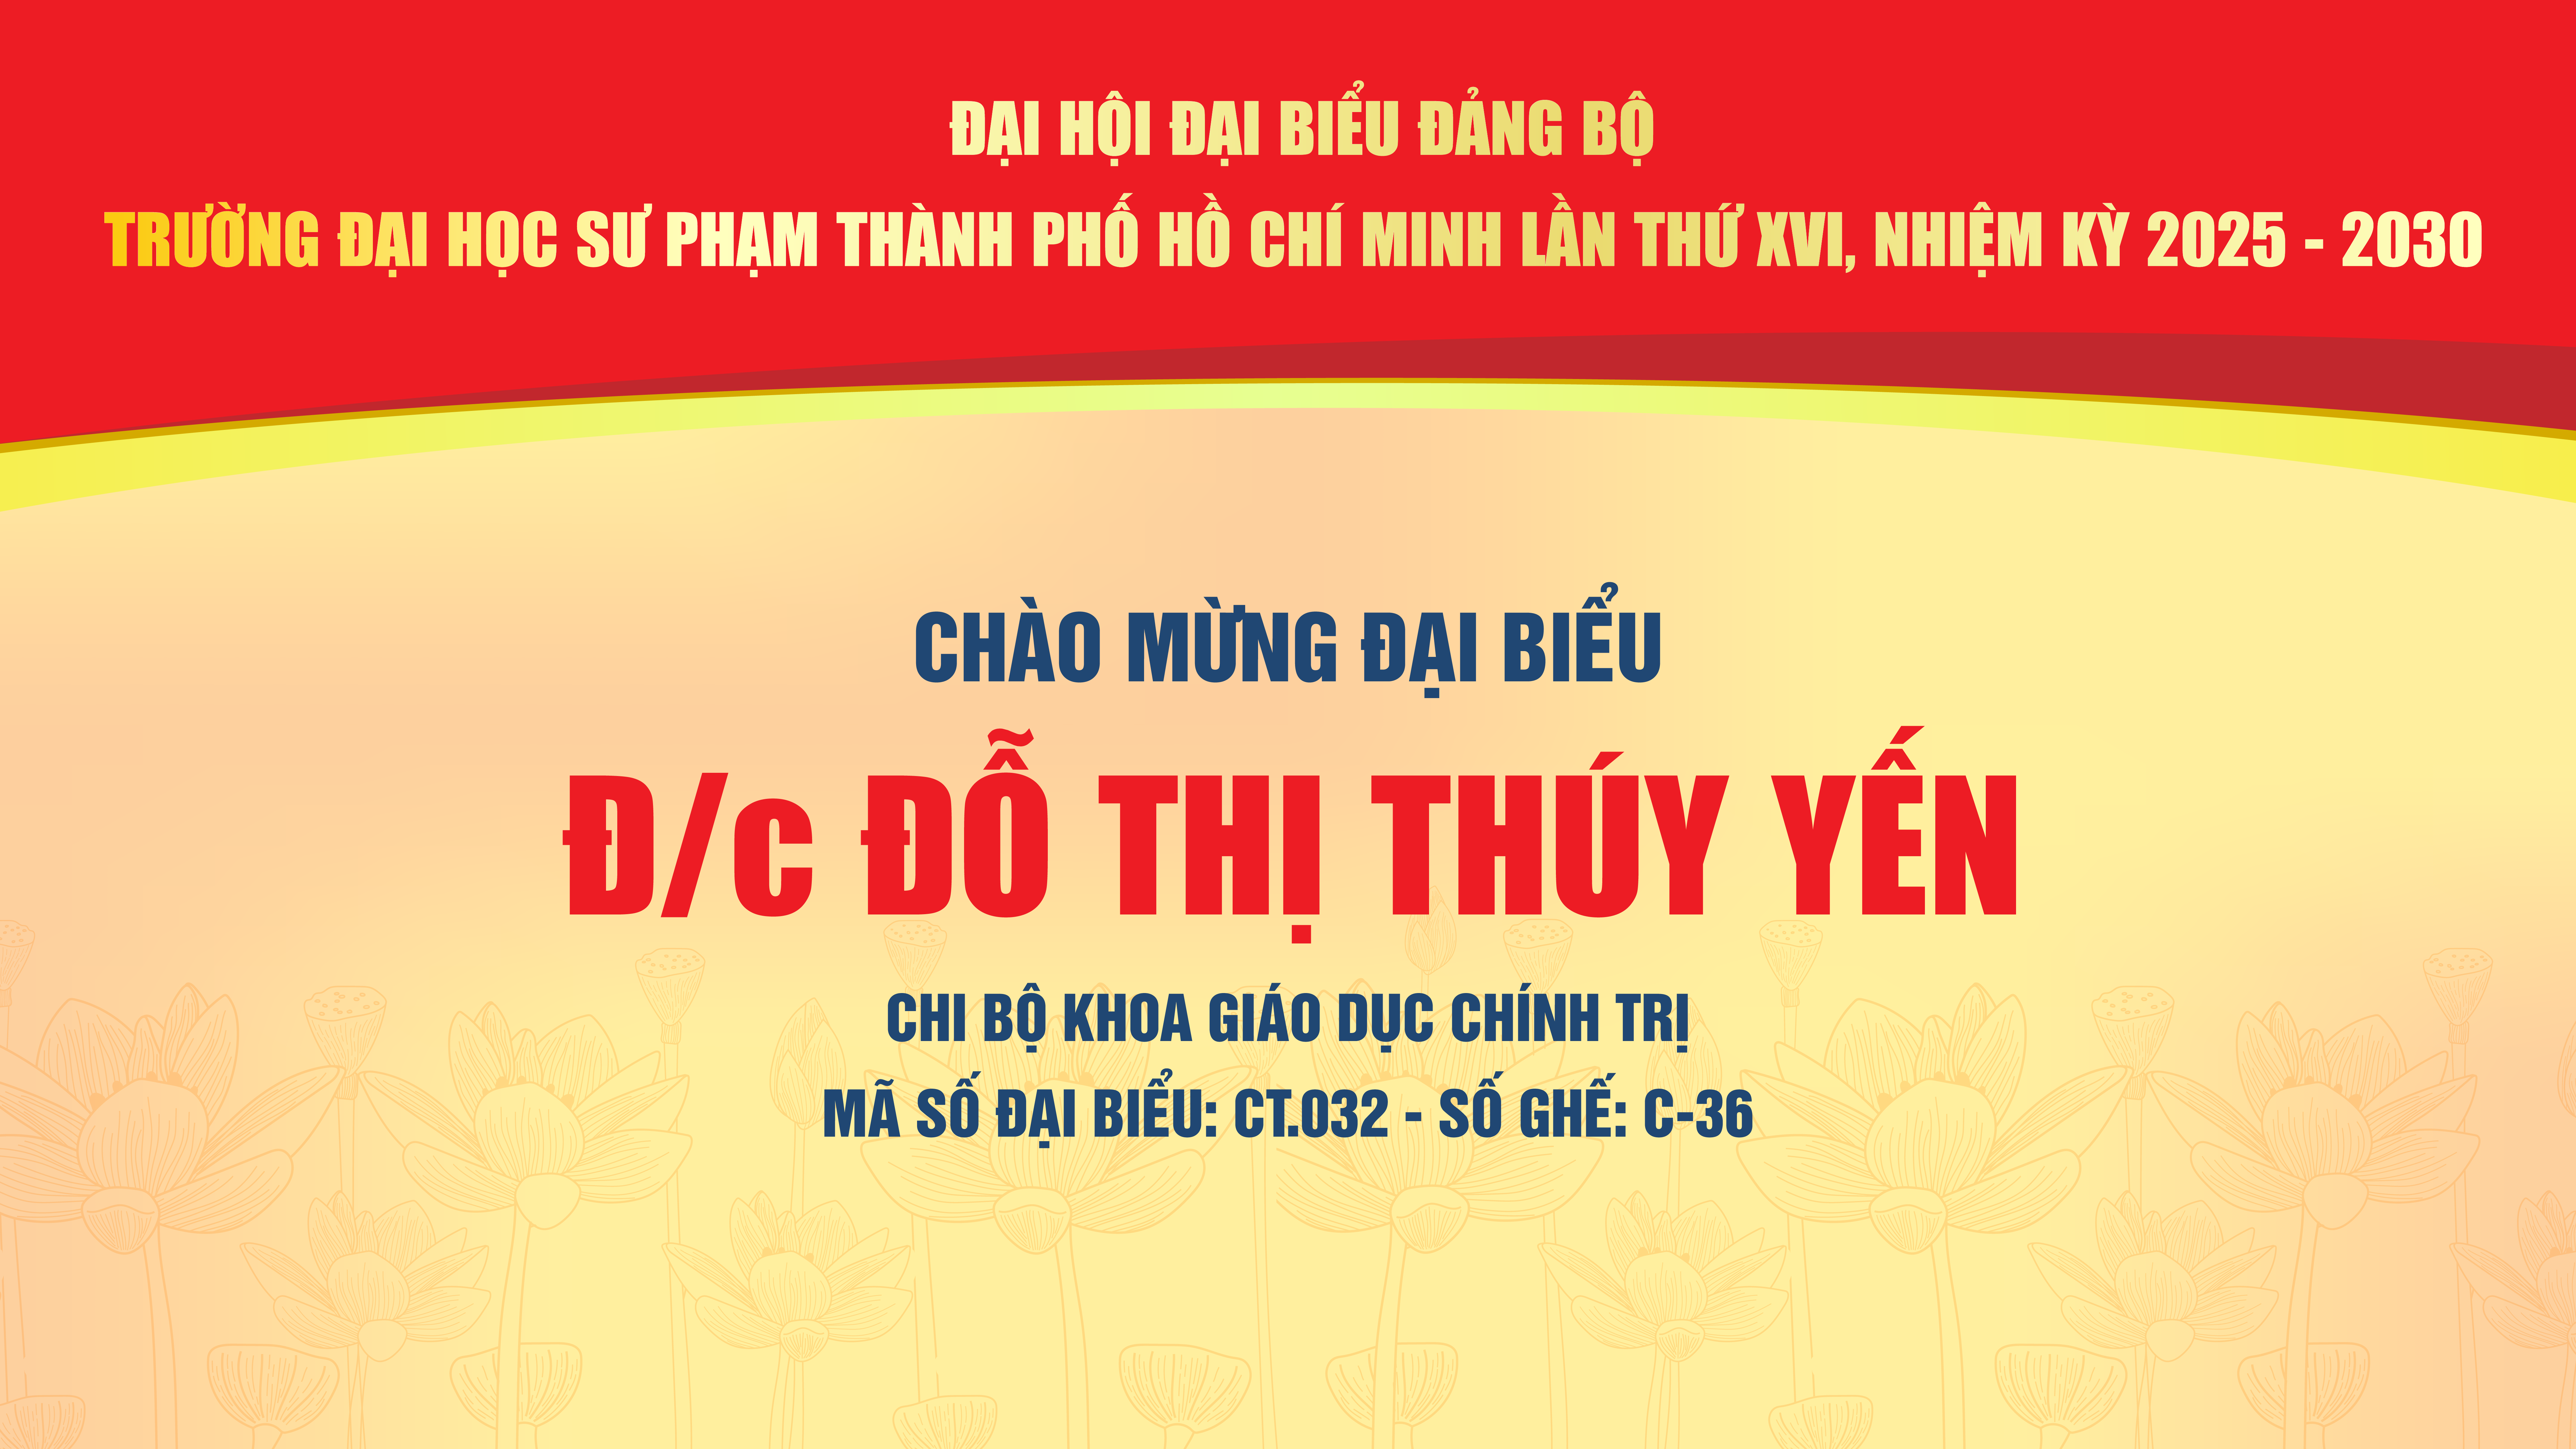 ĐẠI HỘI ĐẠI BIỂU ĐẢNG BỘ
TRƯỜNG ĐẠI HỌC SƯ PHẠM THÀNH PHỐ HỒ CHÍ MINH LẦN THỨ XVI, NHIỆM KỲ 2025 - 2030
CHÀO MỪNG ĐẠI BIỂU
Đ/c ĐỖ THỊ THÚY YẾN
CHI BỘ KHOA GIÁO DỤC CHÍNH TRỊ
MÃ SỐ ĐẠI BIỂU: CT.032 - SỐ GHẾ: C-36